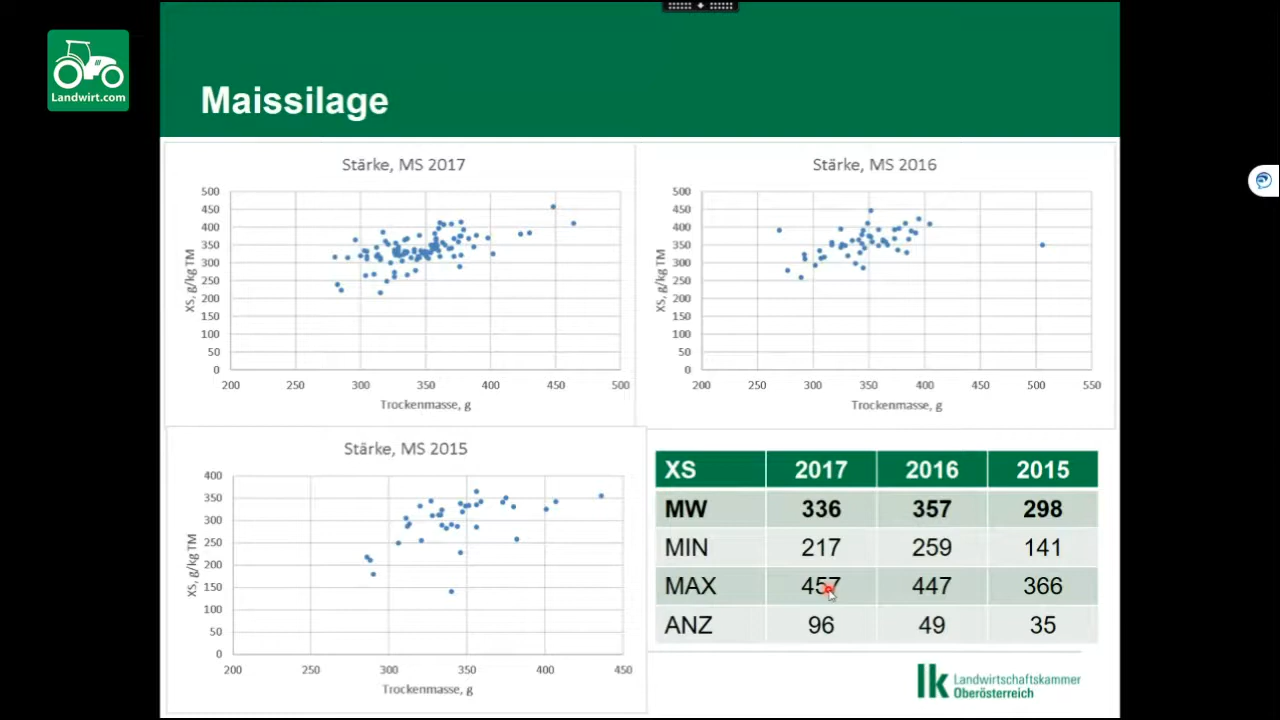 Landwirt.com
Maissilage
Stärke, MS 2017
500
450
400
350
300
250
200
150
100
50
0
XS, g/kg TM
200 250 300 350 400 450 500
Trockenmasse, g
Stärke, MS 2016
500
450
400
350
300
250
200
150
100
50
0
XS, g/kg TM
200 250 300 350 400 450 500 550
Trockenmasse, g
Stärke, MS 2015
400
350
300
250
200
150
100
50
0
XS, g/kg TM
200 250 300 350 400 450
Trockenmasse, g
XS 2017 2016 2015
MW 336 357 298
MIN 217 259 141
MAX 457 447 366
ANZ 96 49 35
lk Landwirtschaftskammer
Oberösterreich